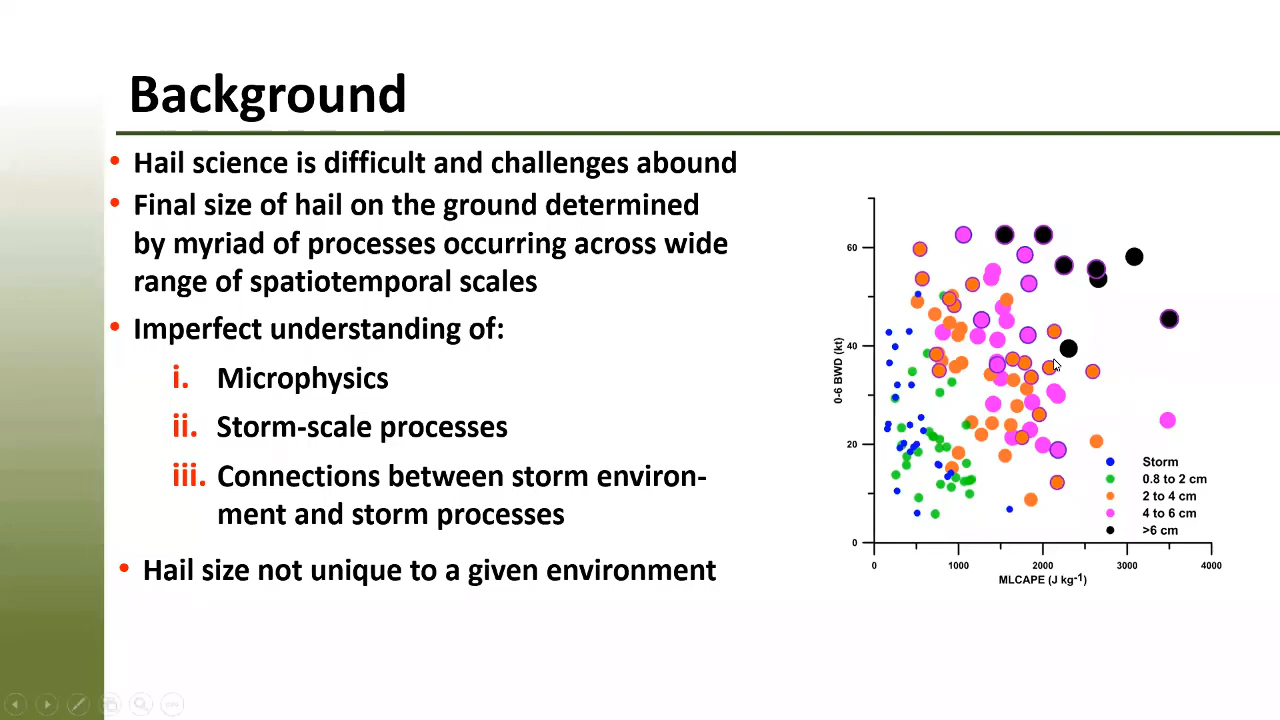 Background
• Hail science is difficult and challenges abound
• Final size of hail on the ground determined
by myriad of processes occurring across wide
range of spatiotemporal scales
• Imperfect understanding of:
i. Microphysics
ii. Storm-scale processes
iii. Connections between storm environ-
ment and storm processes
• Hail size not unique to a given environment
0-6 BWD (kt)
60
40
20
0
0 1000 2000 3000 4000
MLCAPE (J kg-1)
Storm
0.8 to 2 cm
2 to 4 cm
4 to 6 cm
>6 cm